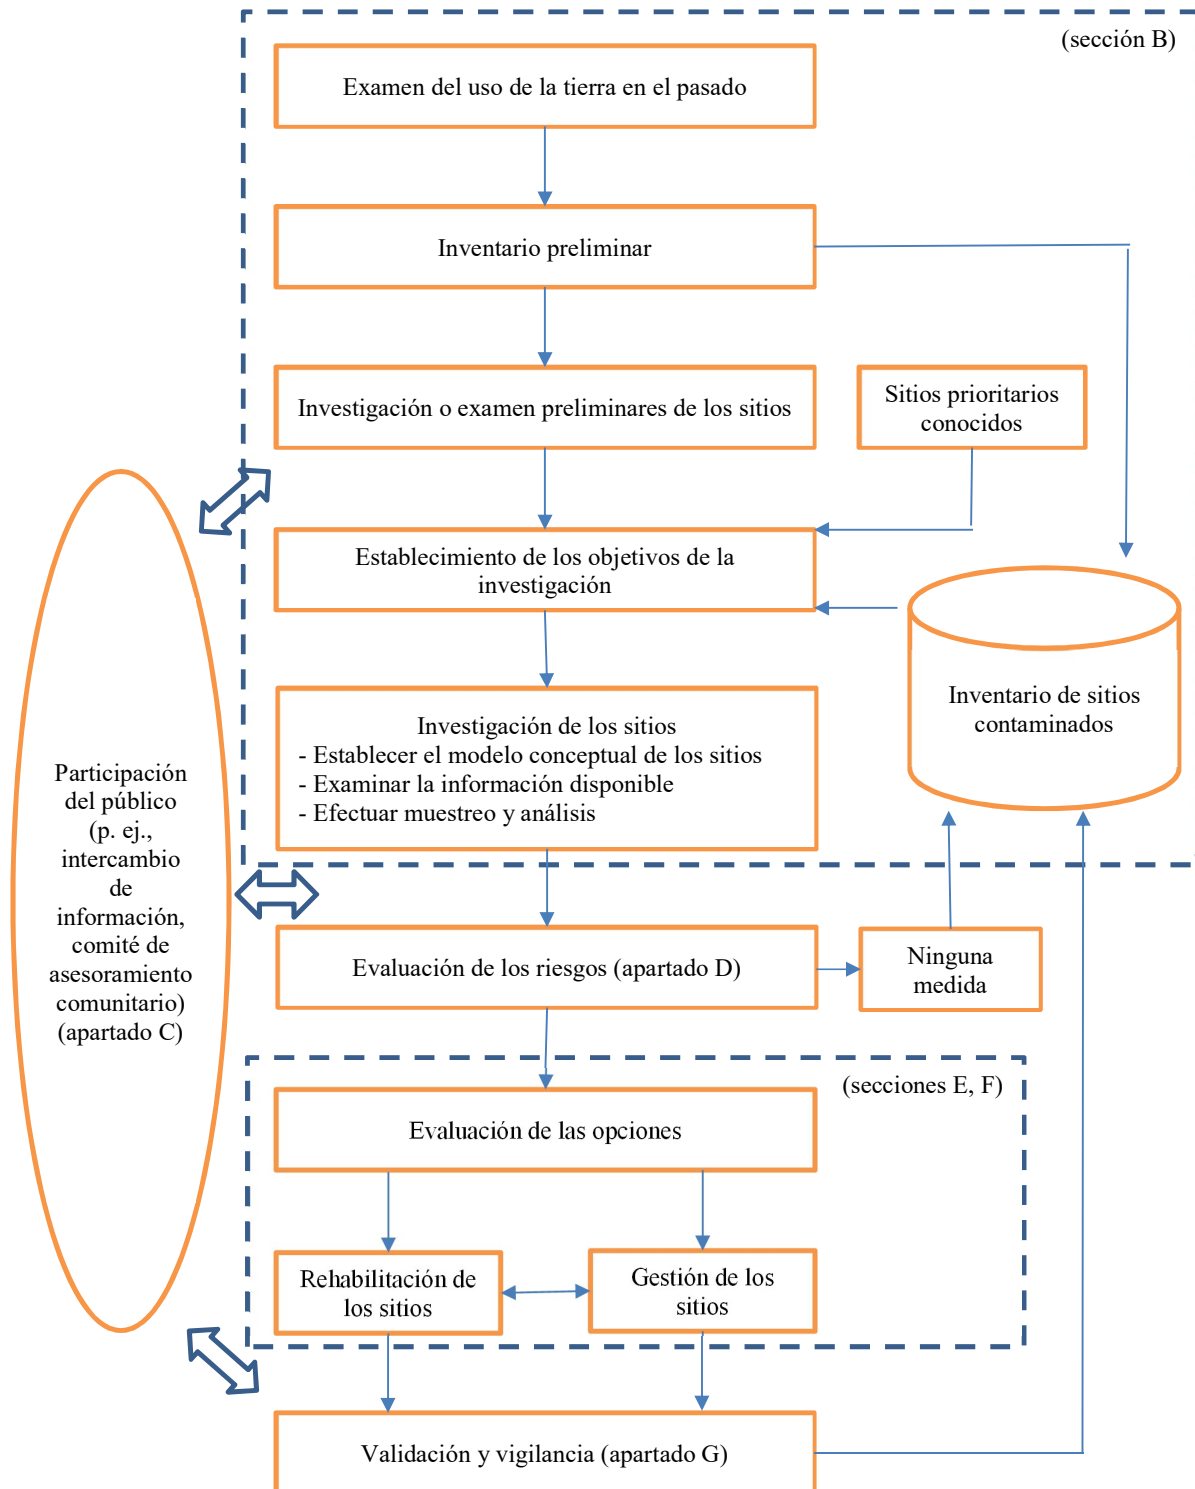 (sección B)
Examen del uso de la tierra en el pasado
Inventario preliminar
Investigación o examen preliminares de los sitios
Sitios prioritarios
conocidos
Establecimiento de los objetivos de la
investigación
Inventario de sitios
contaminados
Investigación de los sitios
- Establecer el modelo conceptual de los sitios
- Examinar la información disponible
- Efectuar muestreo y análisis
Participación
del público
(p. ej.,
intercambio
de
información,
comité de
asesoramiento
comunitario)
(apartado C)
Evaluación de los riesgos (apartado D)
Ninguna
medida
(secciones E, F)
Evaluación de las opciones
Rehabilitación de
los sitios
Gestión de los
sitios
Validación y vigilancia (apartado G)